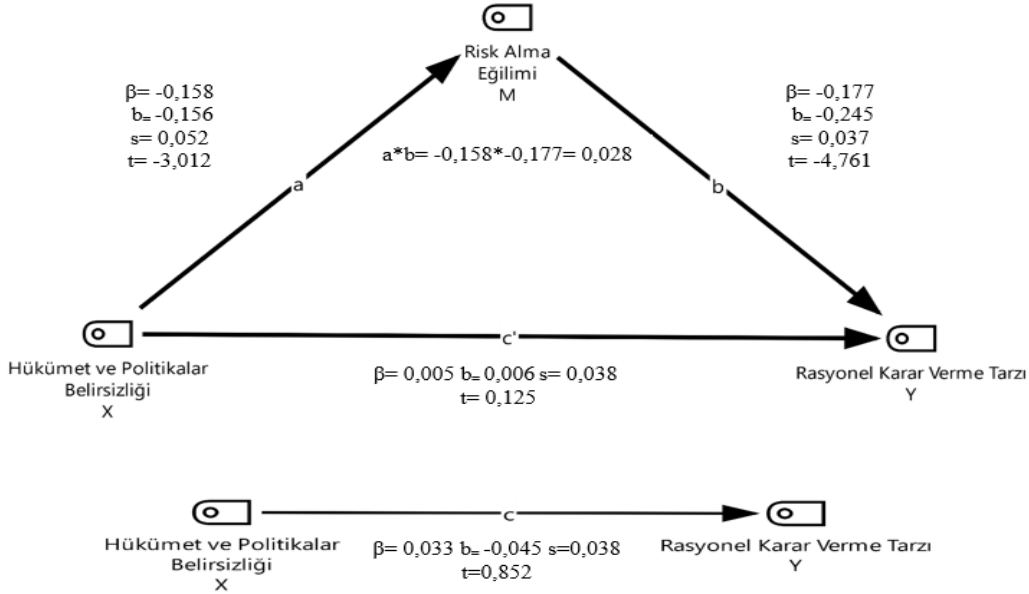 Risk Alma
Eğilimi
M
β= -0,158
b= -0,156
s= 0,052
t= -3,012
β= -0,177
b= -0,245
s= 0,037
t= -4,761
a*b= -0,158*-0,177= 0,028
a
b
c'
Hükümet ve Politikalar
Belirsizliği
X
β= 0,005 b= 0,006 s= 0,038
t= 0,125
Rasyonel Karar Verme Tarzı
Y
c
Hükümet ve Politikalar
Belirsizliği
X
β= 0,033 b= -0,045 s=0,038
t=0,852
Rasyonel Karar Verme Tarzı
Y